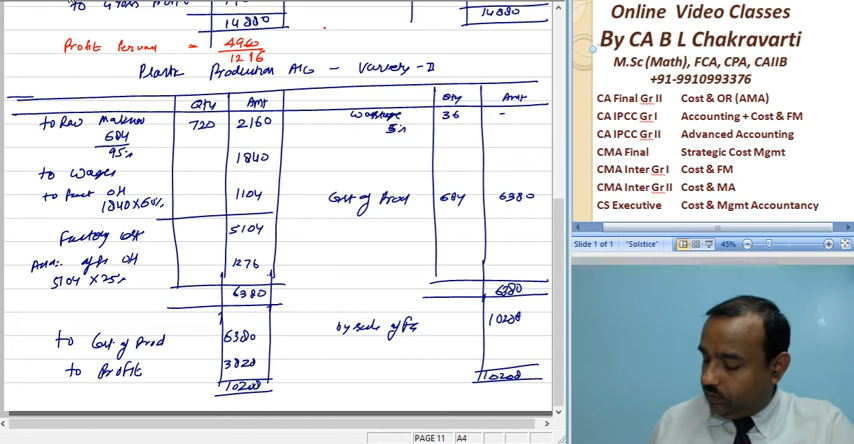 to Gross Profit
14880
14880
Profit Per unit = 4960
1216
Plastic Production A/c - Variety - II
Qty Amt Qty Amt
to Raw Material 720 2160 Wastage 36 -
684 5%
95%
1840
to Wages
to Fact OH 1104 Cost of Prod 684 6380
1840 X 60%
Factory 5104
OH 1276
5104 X 25%
6380 6380
by sale of FG 10208
to Cost of Prod 6380
to Profit 3828
10208 10208
Online Video Classes
By CA B L Chakravarti
M.Sc (Math), FCA, CPA, CAIIB
+91-9910993376
CA Final Gr II Cost & OR (AMA)
CA IPCC Gr I Accounting + Cost & FM
CA IPCC Gr II Advanced Accounting
CMA Final Strategic Cost Mgmt
CMA Inter Gr I Cost & FM
CMA Inter Gr II Cost & MA
CS Executive Cost & Mgmt Accountancy
Slide 1 of 1 "Solstice" 45%
PAGE 11 A4